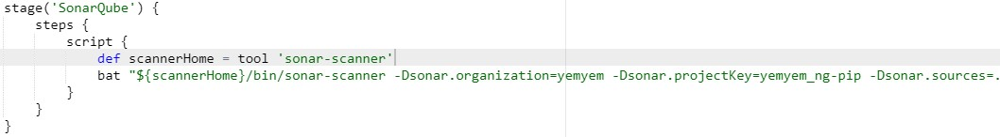 stage('SonarQube') {
steps {
script {
def scannerHome = tool 'sonar-scanner'
bat "${scannerHome}/bin/sonar-scanner -Dsonar.organization=yemyem -Dsonar.projectKey=yemyem_ng-pip -Dsonar.sources=.
}
}
}